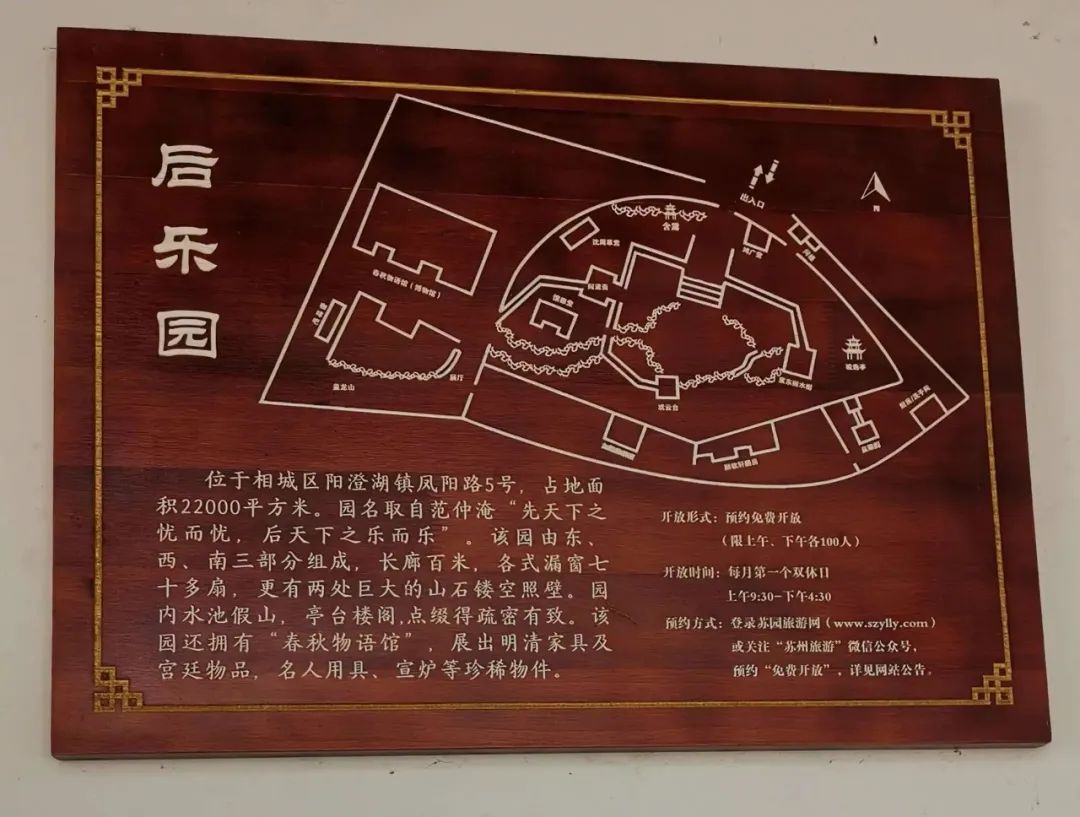 后乐园
出入口
含露
沈周草堂
鸿广堂
春秋物语馆（博物馆）
展厅
位于相城区阳澄湖镇凤阳路5号，占地面
积22000平方米。园名取自范仲淹“先天下之
忧而忧，后天下之乐而乐”。该园由东、
西、南三部分组成，长廊百米，各式漏窗七
十多扇，更有两处巨大的山石镂空照壁。园
内水池假山，亭台楼阁,点缀得疏密有致。该
园还拥有“春秋物语馆”，展出明清家具及
宫廷物品，名人用具、宣炉等珍稀物件。
开放形式：预约免费开放
（限上午、下午各100人）
开放时间：每月第一个双休日
上午9:30-下午4:30
预约方式：登录苏园旅游网（www.szylly.com）
或关注“苏州旅游”微信公众号，
预约“免费开放”，详见网站公告。